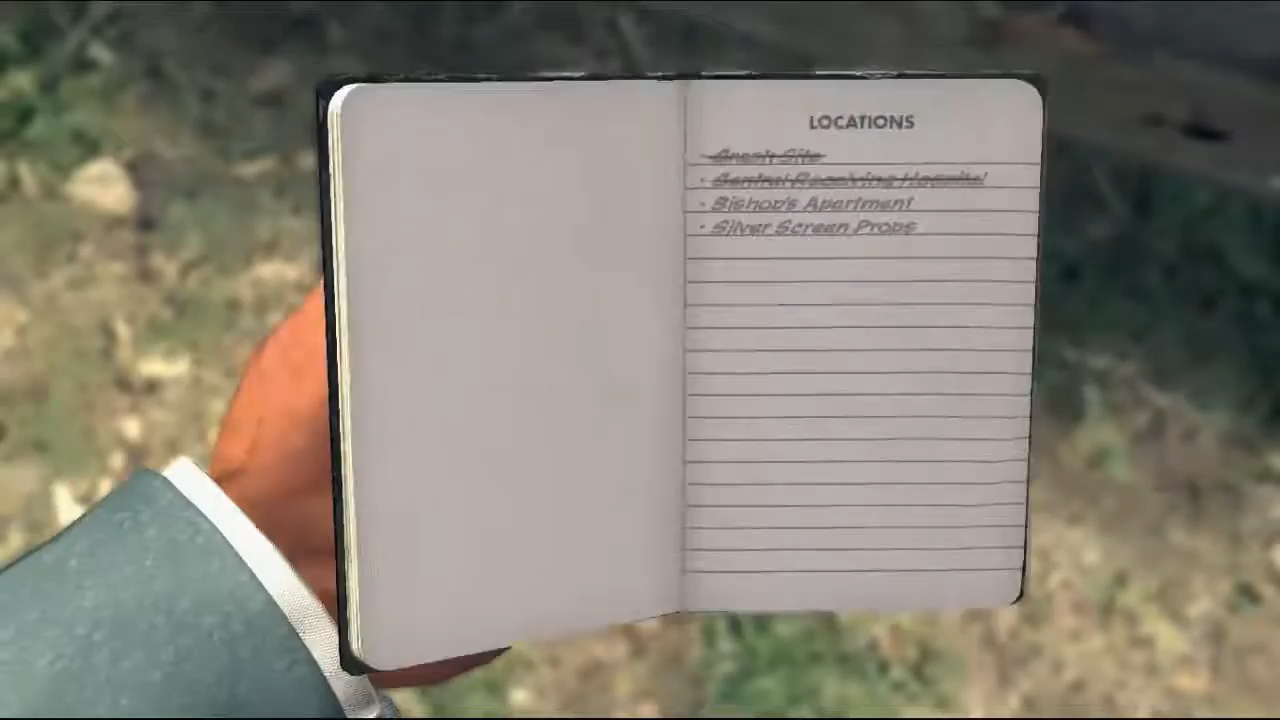 LOCATIONS
- Crash Site
- Central Receiving Hospital
- Bishop's Apartment
- Silver Screen Props